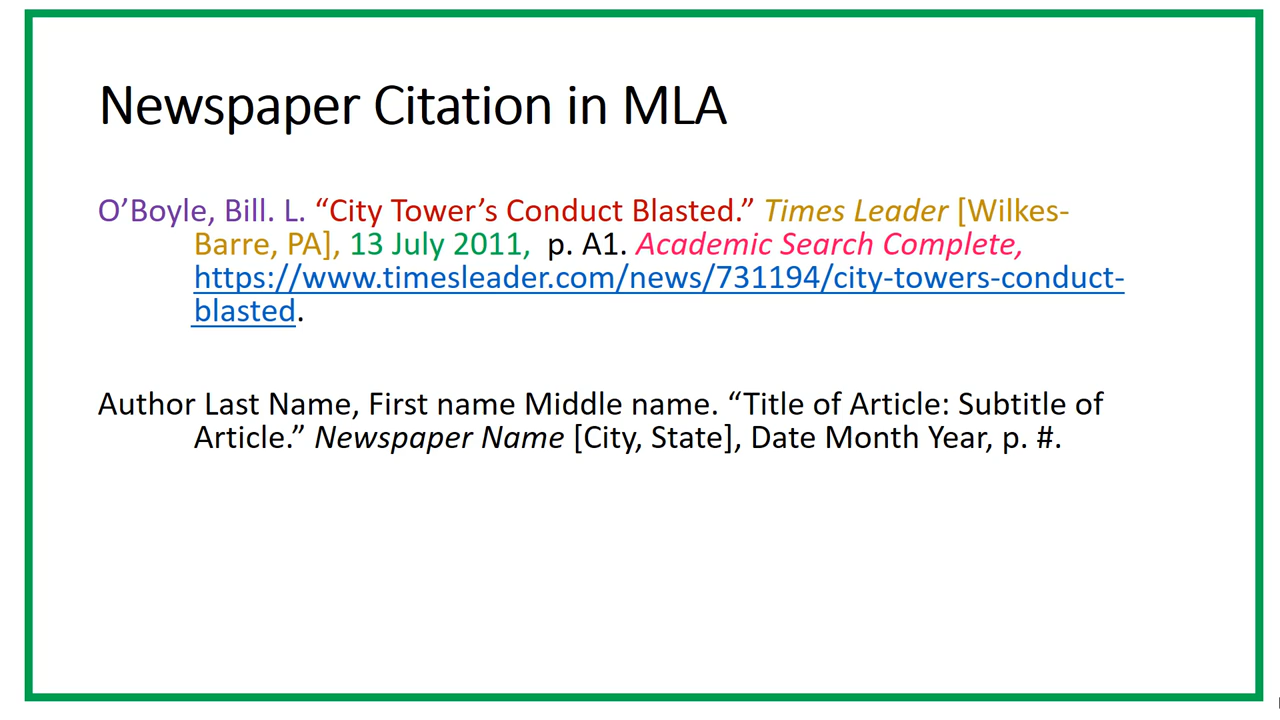 Newspaper Citation in MLA
O’Boyle, Bill. L. “City Tower’s Conduct Blasted.” Times Leader [Wilkes-
Barre, PA], 13 July 2011, p. A1. Academic Search Complete,
https://www.timesleader.com/news/731194/city-towers-conduct-
blasted.
Author Last Name, First name Middle name. “Title of Article: Subtitle of
Article.” Newspaper Name [City, State], Date Month Year, p. #.